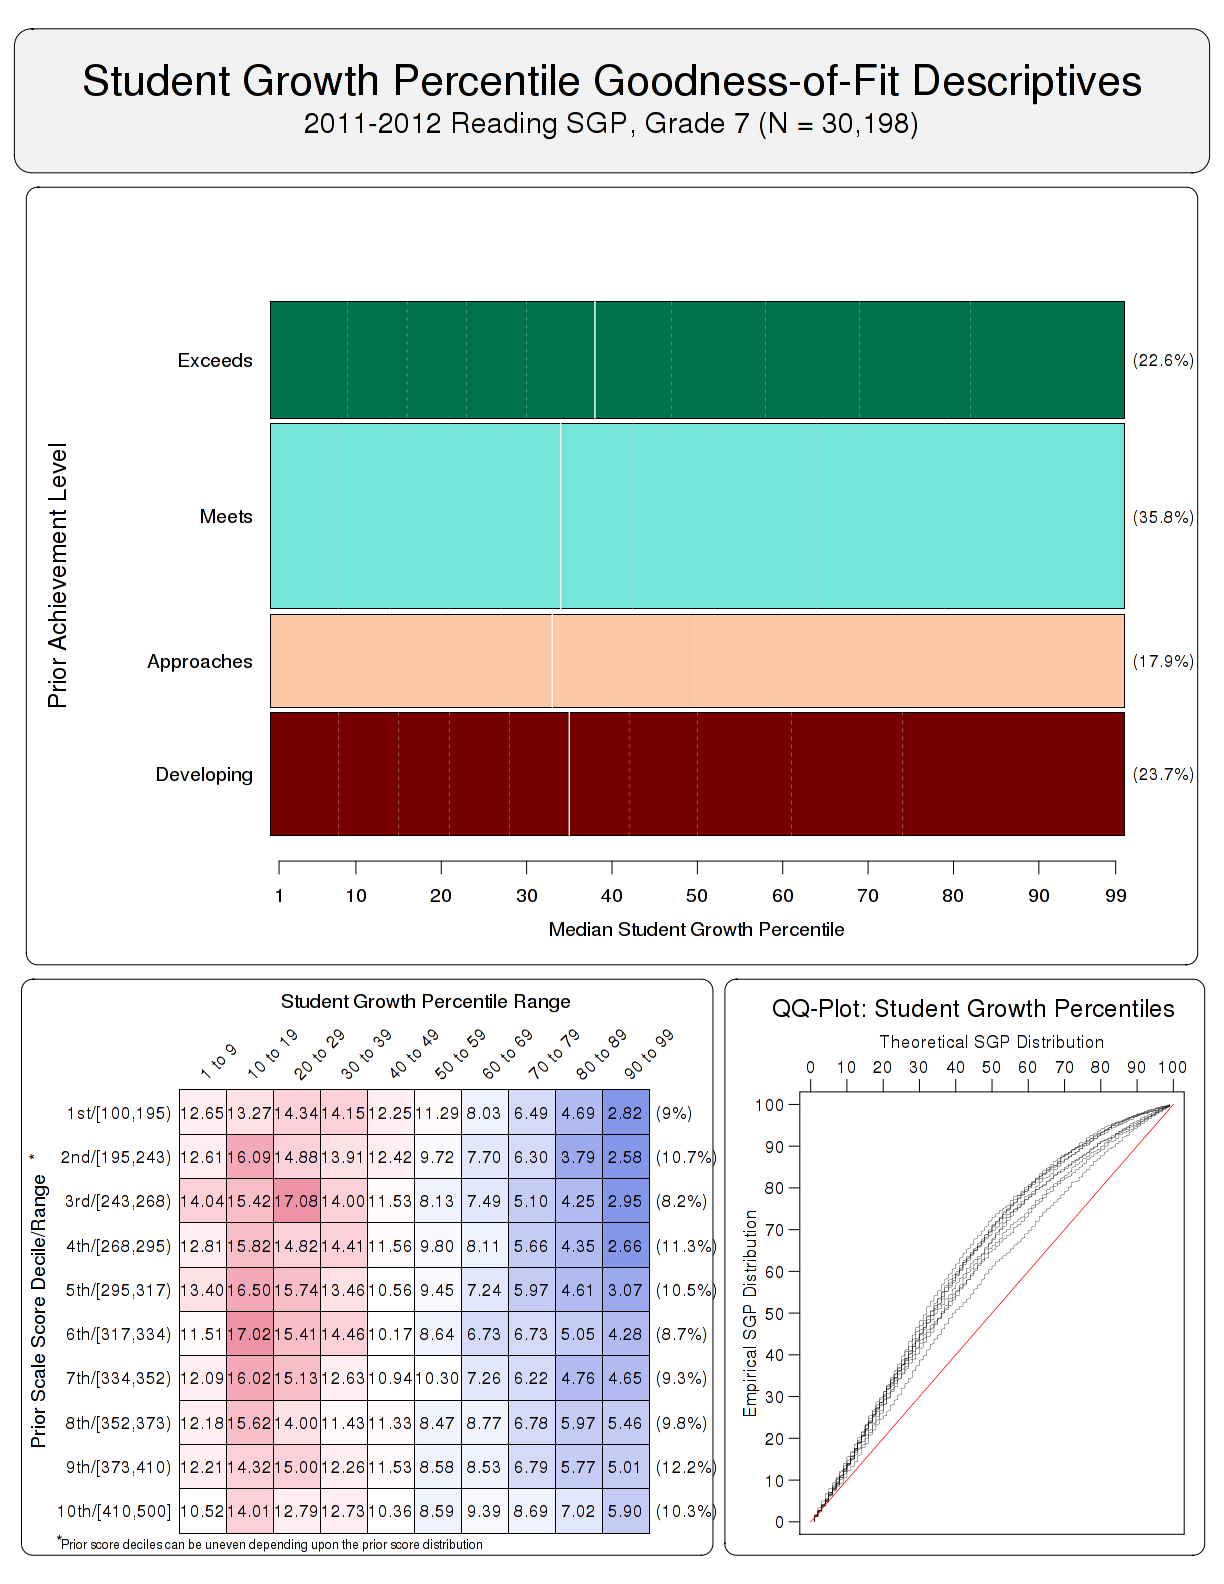 Student Growth Percentile Goodness-of-Fit Descriptives
2011-2012 Reading SGP, Grade 7 (N = 30,198)
Prior Achievement Level
Exceeds (22.6%)
Meets (35.8%)
Approaches (17.9%)
Developing (23.7%)
1 10 20 30 40 50 60 70 80 90 99
Median Student Growth Percentile
Student Growth Percentile Range
1 to 9 10 to 19 20 to 29 30 to 39 40 to 49 50 to 59 60 to 69 70 to 79 80 to 89 90 to 99
Prior Scale Score Decile/Range *
1st/[100,195) 12.65 13.27 14.34 14.15 12.25 11.29 8.03 6.49 4.69 2.82 (9%)
2nd/[195,243) 12.61 16.09 14.88 13.91 12.42 9.72 7.70 6.30 3.79 2.58 (10.7%)
3rd/[243,268) 14.04 15.42 17.08 14.00 11.53 8.13 7.49 5.10 4.25 2.95 (8.2%)
4th/[268,295) 12.81 15.82 14.82 14.41 11.56 9.80 8.11 5.66 4.35 2.66 (11.3%)
5th/[295,317) 13.40 16.50 15.74 13.46 10.56 9.45 7.24 5.97 4.61 3.07 (10.5%)
6th/[317,334) 11.51 17.02 15.41 14.46 10.17 8.64 6.73 6.73 5.05 4.28 (8.7%)
7th/[334,352) 12.09 16.02 15.13 12.63 10.94 10.30 7.26 6.22 4.76 4.65 (9.3%)
8th/[352,373) 12.18 15.62 14.00 11.43 11.33 8.47 8.77 6.78 5.97 5.46 (9.8%)
9th/[373,410) 12.21 14.32 15.00 12.26 11.53 8.58 8.53 6.79 5.77 5.01 (12.2%)
10th/[410,500] 10.52 14.01 12.79 12.73 10.36 8.59 9.39 8.69 7.02 5.90 (10.3%)
*Prior score deciles can be uneven depending upon the prior score distribution
QQ-Plot: Student Growth Percentiles
Theoretical SGP Distribution
0 10 20 30 40 50 60 70 80 90 100
Empirical SGP Distribution
100
90
80
70
60
50
40
30
20
10
0